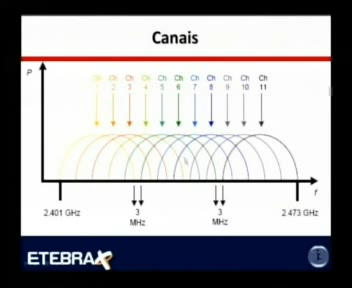 Canais
P
Ch Ch Ch Ch Ch Ch Ch Ch Ch Ch Ch
1 2 3 4 5 6 7 8 9 10 11
f
2.401 GHz
3
MHz
3
MHz
2.473 GHz
ETEBRAX